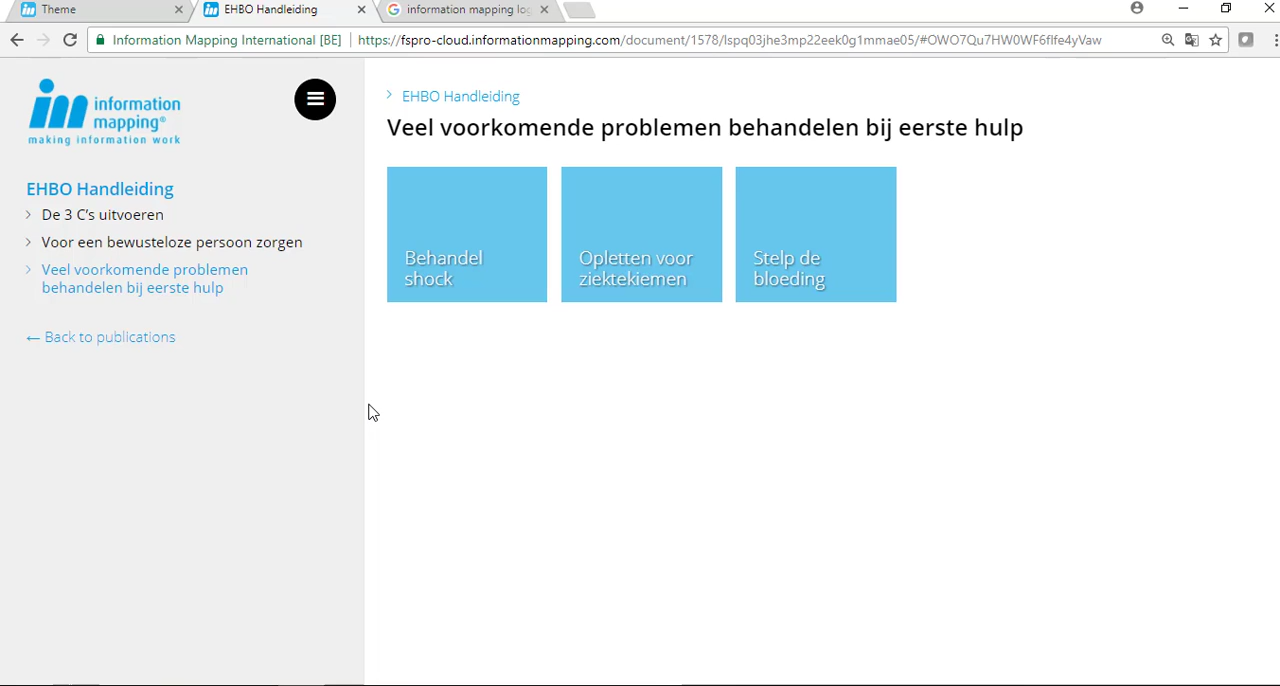 Theme
EHBO Handleiding
information mapping log
Information Mapping International [BE]
https://fspro-cloud.informationmapping.com/document/1578/lspq03jhe3mp22eek0g1mmae05/#OWO7Qu7HW0WF6flfe4yVaw
information
mapping®
making information work
EHBO Handleiding
De 3 C's uitvoeren
Voor een bewusteloze persoon zorgen
Veel voorkomende problemen
behandelen bij eerste hulp
← Back to publications
EHBO Handleiding
Veel voorkomende problemen behandelen bij eerste hulp
Behandel
shock
Opletten voor
ziektekiemen
Stelp de
bloeding